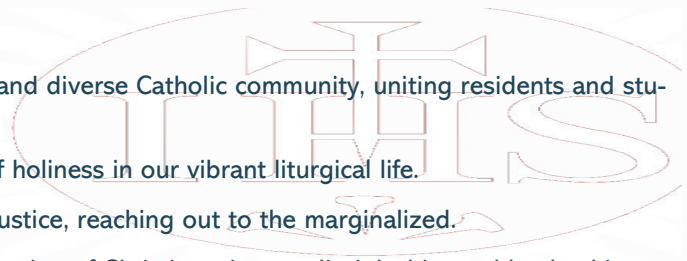 and diverse Catholic community, uniting residents and stu-
IHS
f holiness in our vibrant liturgical life.
ustice, reaching out to the marginalized.